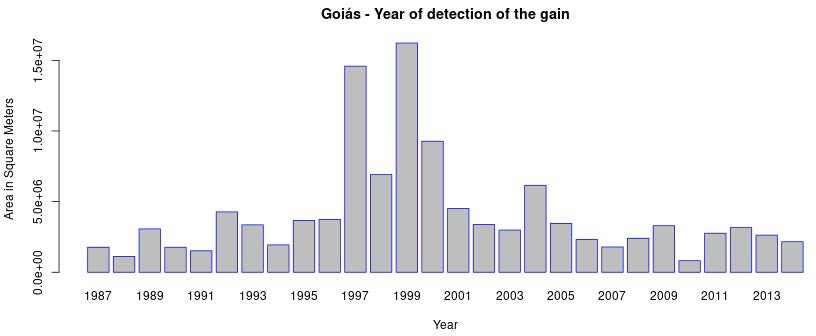 Goiás - Year of detection of the gain
Area in Square Meters
1.5e+07
1.0e+07
5.0e+06
0.0e+00
1987 1989 1991 1993 1995 1997 1999 2001 2003 2005 2007 2009 2011 2013
Year